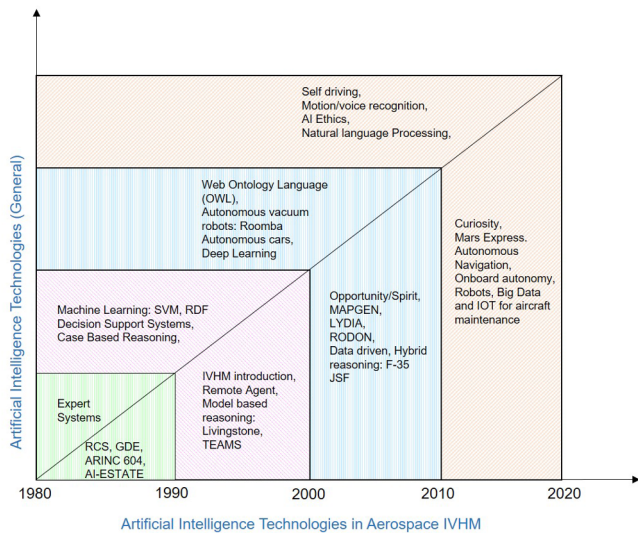 Self driving,
Motion/voice recognition,
AI Ethics,
Natural language Processing,
Web Ontology Language
(OWL),
Autonomous vacuum
robots: Roomba
Autonomous cars,
Deep Learning
Curiosity,
Mars Express.
Autonomous
Navigation,
Onboard autonomy,
Robots, Big Data
and IOT for aircraft
maintenance
Machine Learning: SVM, RDF
Decision Support Systems,
Case Based Reasoning,
Opportunity/Spirit,
MAPGEN,
LYDIA,
RODON,
Data driven, Hybrid
reasoning: F-35
JSF
IVHM introduction,
Remote Agent,
Model based
reasoning:
Livingstone,
TEAMS
Expert
Systems
RCS, GDE,
ARINC 604,
AI-ESTATE
Artificial Intelligence Technologies (General)
1980 1990 2000 2010 2020
Artificial Intelligence Technologies in Aerospace IVHM